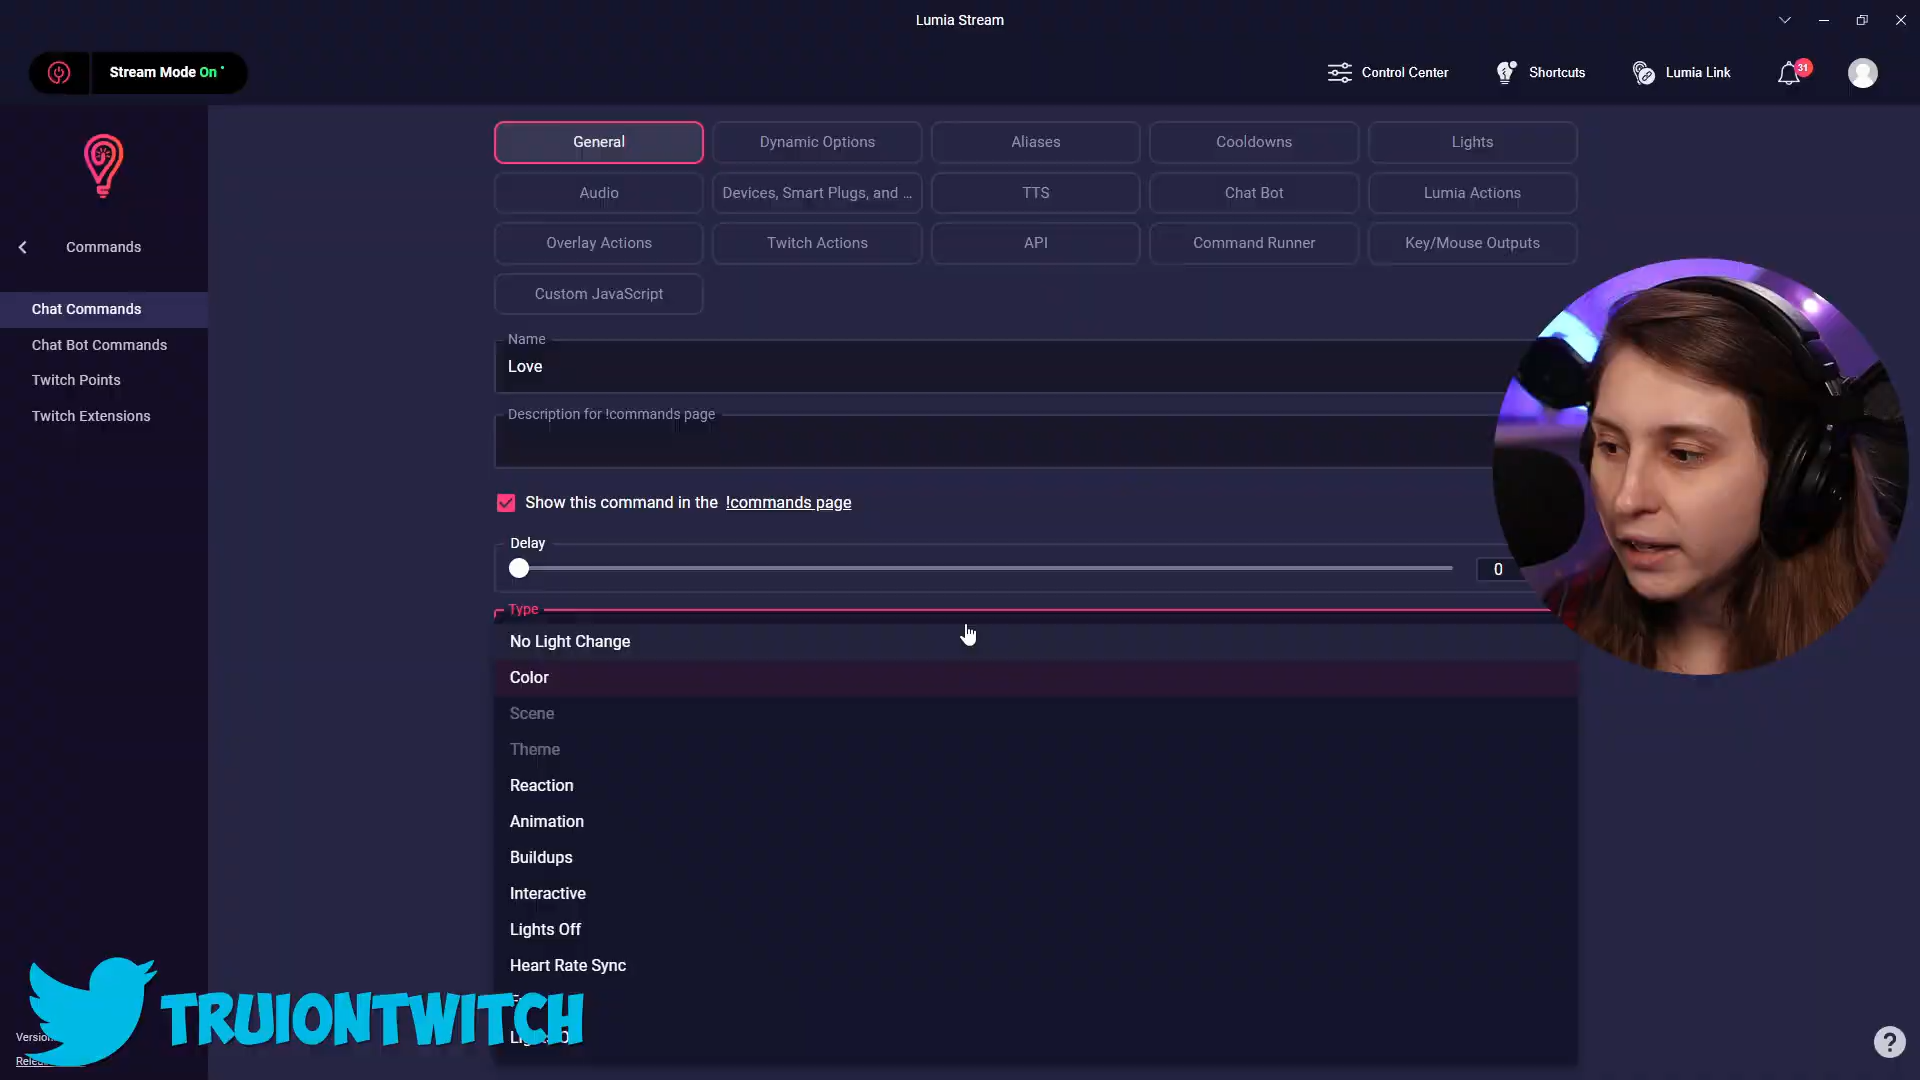 Lumia Stream
Stream Mode On
Control Center
Shortcuts
Lumia Link
31
Commands
Chat Commands
Chat Bot Commands
Twitch Points
Twitch Extensions
General
Dynamic Options
Aliases
Cooldowns
Lights
Audio
Devices, Smart Plugs, and ...
TTS
Chat Bot
Lumia Actions
Overlay Actions
Twitch Actions
API
Command Runner
Key/Mouse Outputs
Custom JavaScript
Name
Love
Description for !commands page
Show this command in the !commands page
Delay
0
Type
No Light Change
Color
Scene
Theme
Reaction
Animation
Buildups
Interactive
Lights Off
Heart Rate Sync
TRUIONTWITCH
?